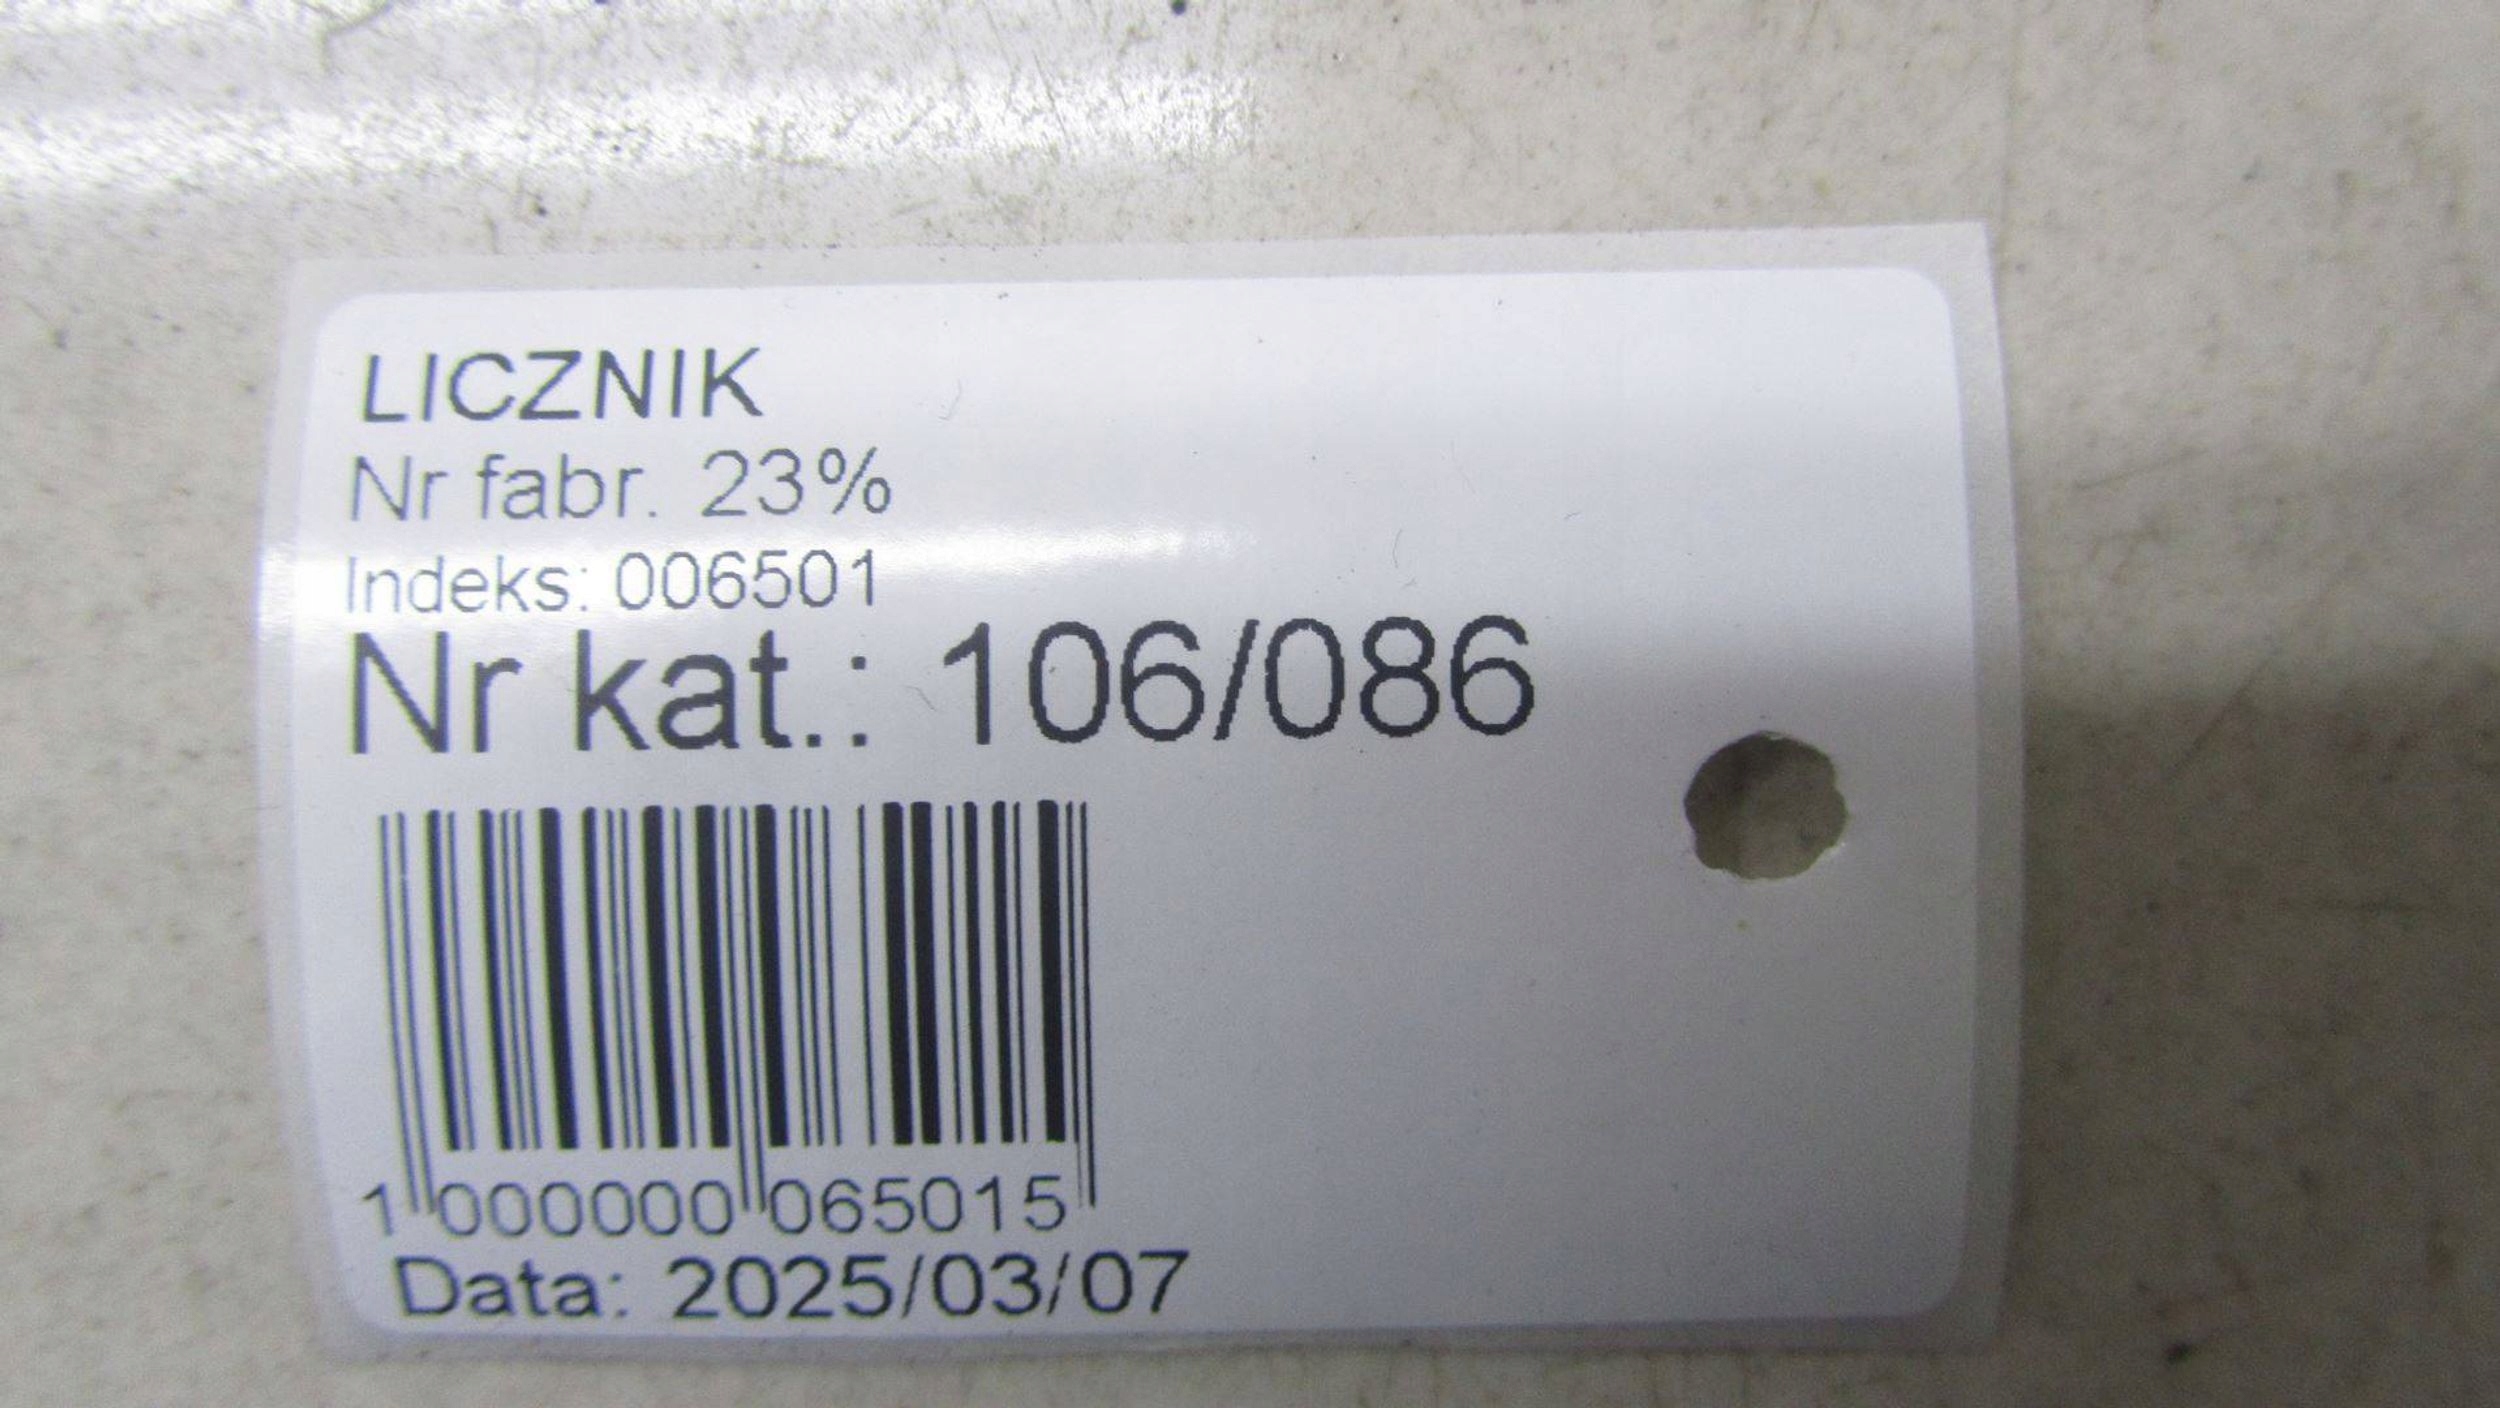 LICZNIK
Nr fabr. 23%
Indeks: 006501
Nr kat.: 106/086
1 000000 065015
Data: 2025/03/07